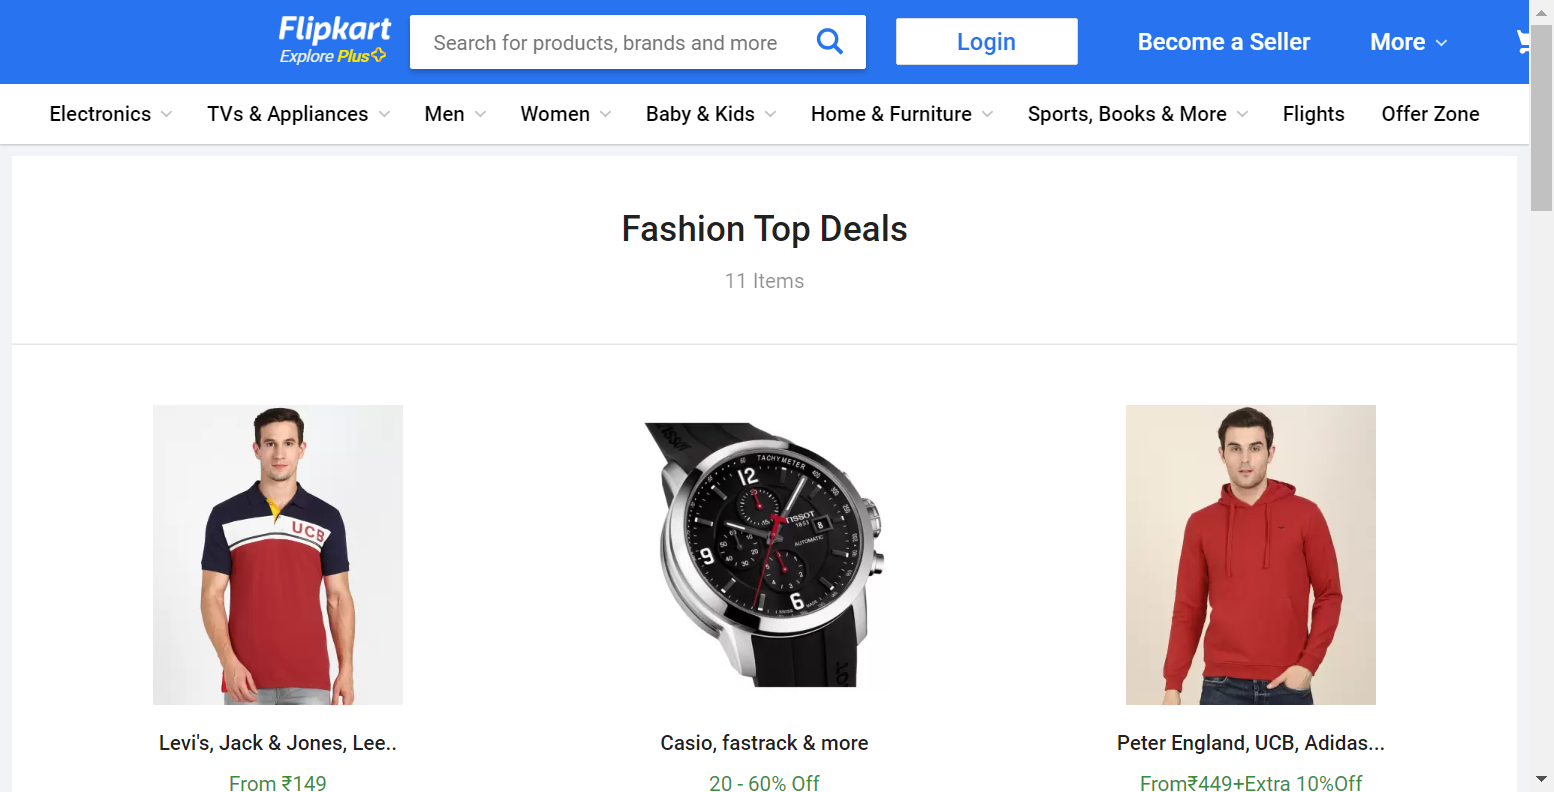 Flipkart
Explore Plus
Search for products, brands and more
Login
Become a Seller
More
Electronics
TVs & Appliances
Men
Women
Baby & Kids
Home & Furniture
Sports, Books & More
Flights
Offer Zone
Fashion Top Deals
11 Items
UCB
TISSOT
TACHYMETER
12
TISSOT
1853
8
AUTOMATIC
9
6
Levi's, Jack & Jones, Lee..
Casio, fastrack & more
Peter England, UCB, Adidas...
From ₹149
20 - 60% Off
From₹449+Extra 10%Off